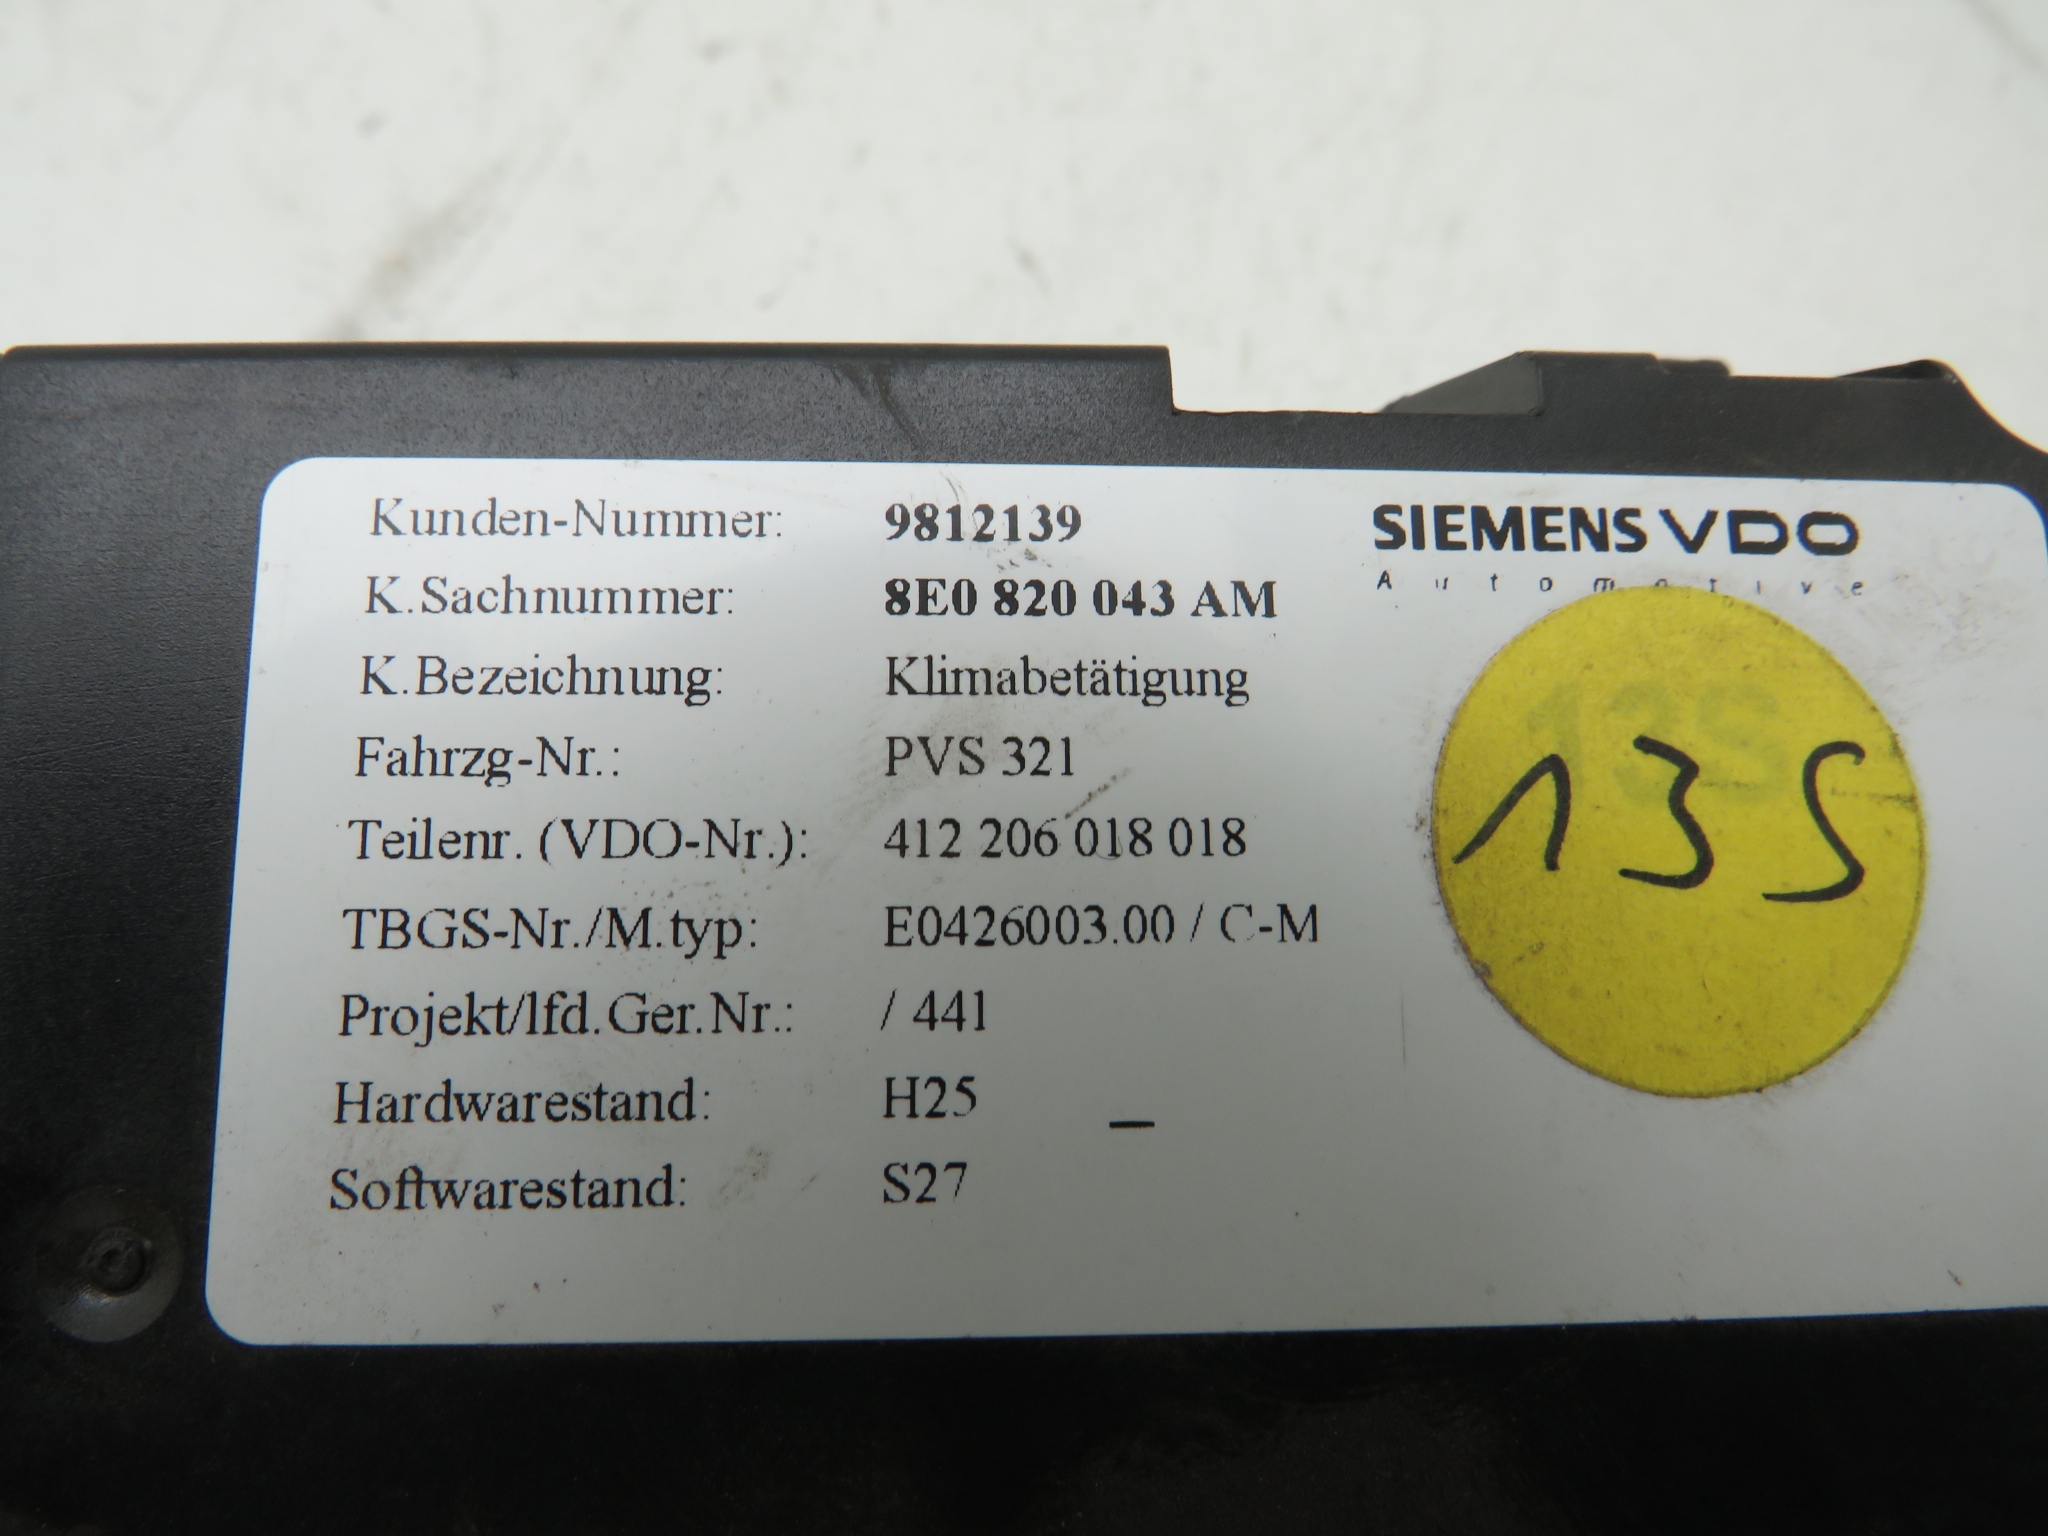 Kunden-Nummer: 9812139
K.Sachnummer: 8E0 820 043 AM
K.Bezeichnung: Klimabetätigung
Fahrzg-Nr.: PVS 321
Teilenr. (VDO-Nr.): 412 206 018 018
TBGS-Nr./M.typ: E0426003.00 / C-M
Projekt/lfd.Ger.Nr.: / 441
Hardwarestand: H25 _
Softwarestand: S27
SIEMENS VDO
Automotive
13S
13S